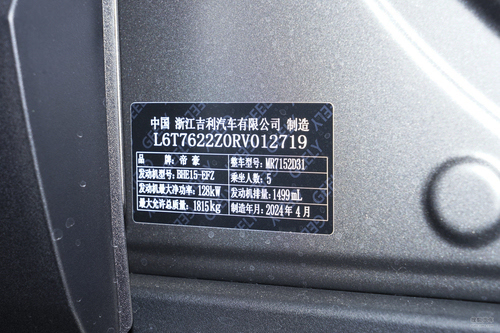 中国 浙江吉利汽车有限公司 制造
L6T7622Z0RV012719
品牌：帝豪 整车型号：MR7152D31
发动机型号：BHE15-EFZ 乘坐人数：5
发动机最大净功率：128kW 发动机排量：1499mL
最大允许总质量：1815kg 制造年月：2024年4月
GEELY